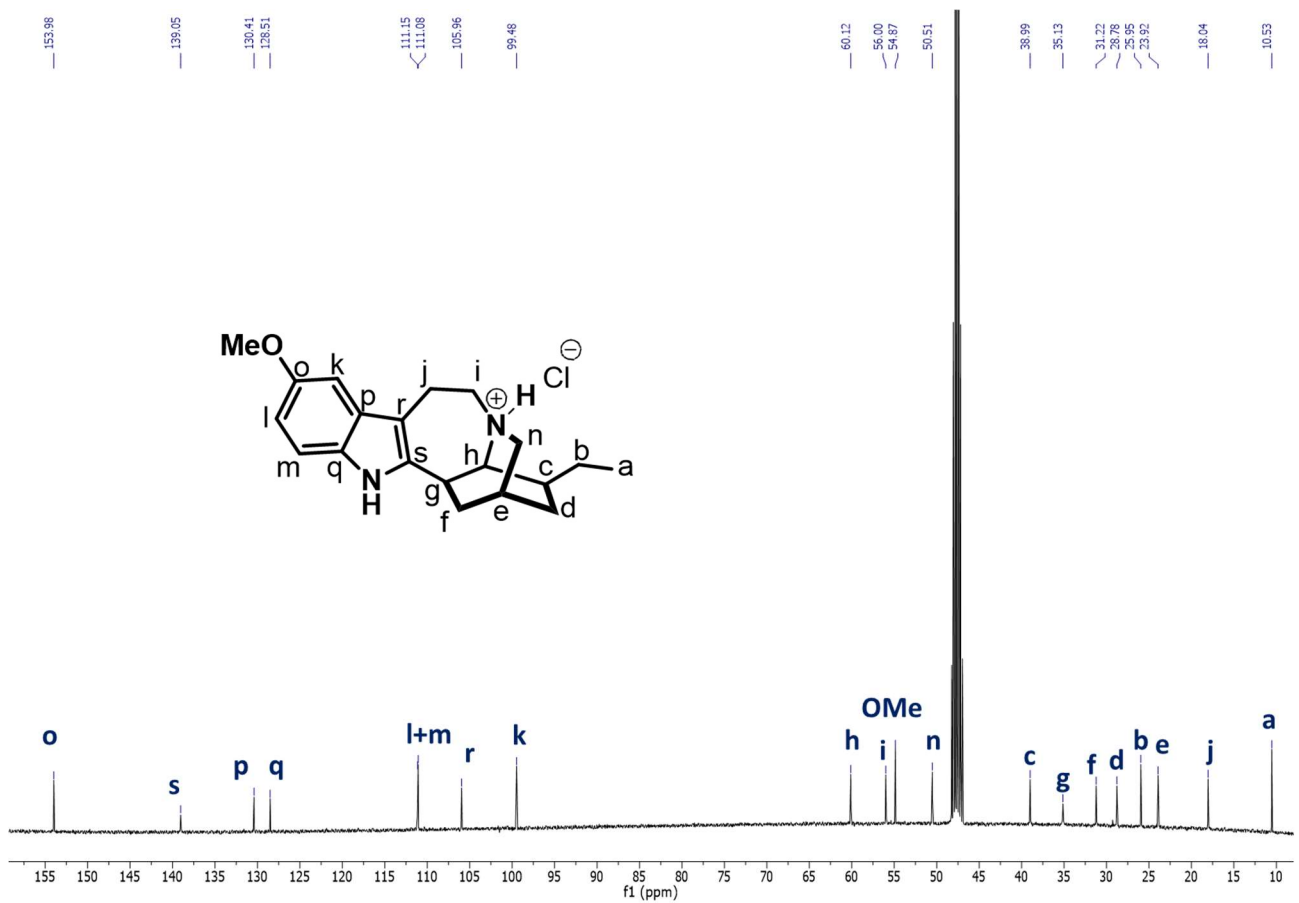 153.98 139.05 130.41 128.51 111.15 111.08 105.96 99.48 60.12 56.00 54.87 50.51 38.99 35.13 31.22 28.78 25.95 23.92 18.04 10.53
MeO
o k j i H Cl
⊕ ⊖
l p r N n b a
m q s h c
N H g f e d
OMe
o s p q l+m r k h i n c g f d b e j a
155 150 145 140 135 130 125 120 115 110 105 100 95 90 85 80 75 70 65 60 55 50 45 40 35 30 25 20 15 10
f1 (ppm)